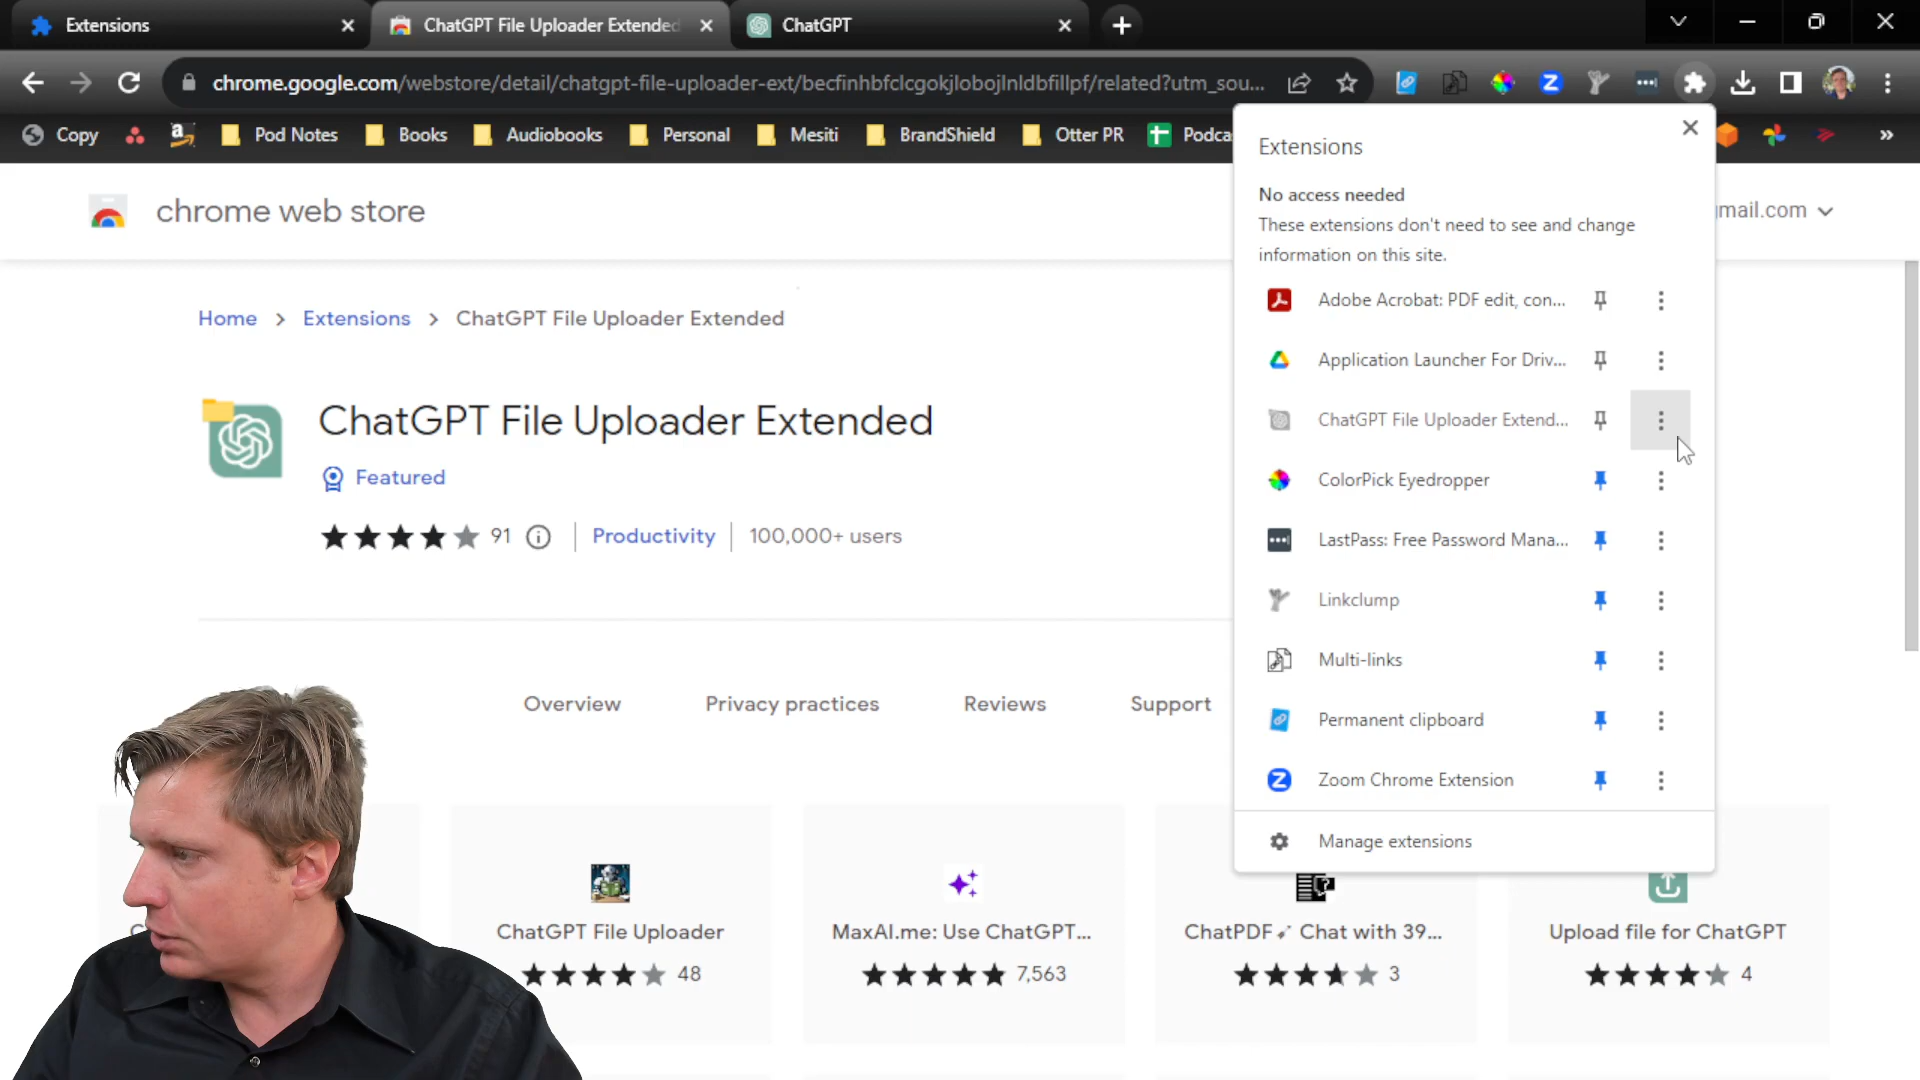 Extensions
ChatGPT File Uploader Extended
ChatGPT
chrome.google.com/webstore/detail/chatgpt-file-uploader-ext/becfinhbfclcgokjlobojlnldbfillpf/related?utm_sou...
Copy
Pod Notes
Books
Audiobooks
Personal
Mesiti
BrandShield
Otter PR
Podca
»
chrome web store
gmail.com
Extensions
No access needed
These extensions don't need to see and change
information on this site.
Adobe Acrobat: PDF edit, con...
Application Launcher For Driv...
ChatGPT File Uploader Extend...
ColorPick Eyedropper
LastPass: Free Password Mana...
Linkclump
Multi-links
Permanent clipboard
Zoom Chrome Extension
Manage extensions
Home > Extensions > ChatGPT File Uploader Extended
ChatGPT File Uploader Extended
Featured
91
Productivity
100,000+ users
Overview
Privacy practices
Reviews
Support
ChatGPT File Uploader
48
MaxAI.me: Use ChatGPT...
7,563
ChatPDF➶ Chat with 39...
3
Upload file for ChatGPT
4